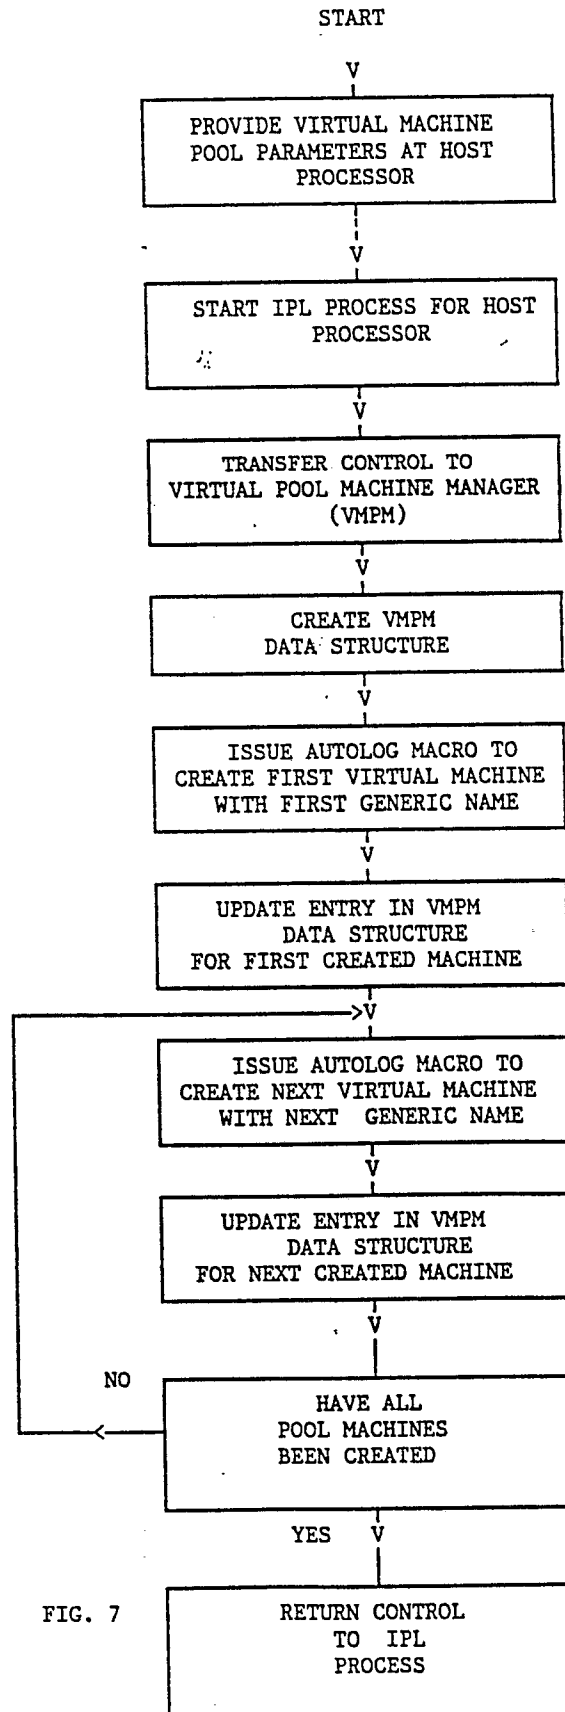 START
V
PROVIDE VIRTUAL MACHINE
POOL PARAMETERS AT HOST
PROCESSOR
V
START IPL PROCESS FOR HOST
PROCESSOR
V
TRANSFER CONTROL TO
VIRTUAL POOL MACHINE MANAGER
(VMPM)
V
CREATE VMPM
DATA STRUCTURE
V
ISSUE AUTOLOG MACRO TO
CREATE FIRST VIRTUAL MACHINE
WITH FIRST GENERIC NAME
V
UPDATE ENTRY IN VMPM
DATA STRUCTURE
FOR FIRST CREATED MACHINE
>V
ISSUE AUTOLOG MACRO TO
CREATE NEXT VIRTUAL MACHINE
WITH NEXT GENERIC NAME
V
UPDATE ENTRY IN VMPM
DATA STRUCTURE
FOR NEXT CREATED MACHINE
V
NO
HAVE ALL
POOL MACHINES
BEEN CREATED
<
YES V
FIG. 7
RETURN CONTROL
TO IPL
PROCESS